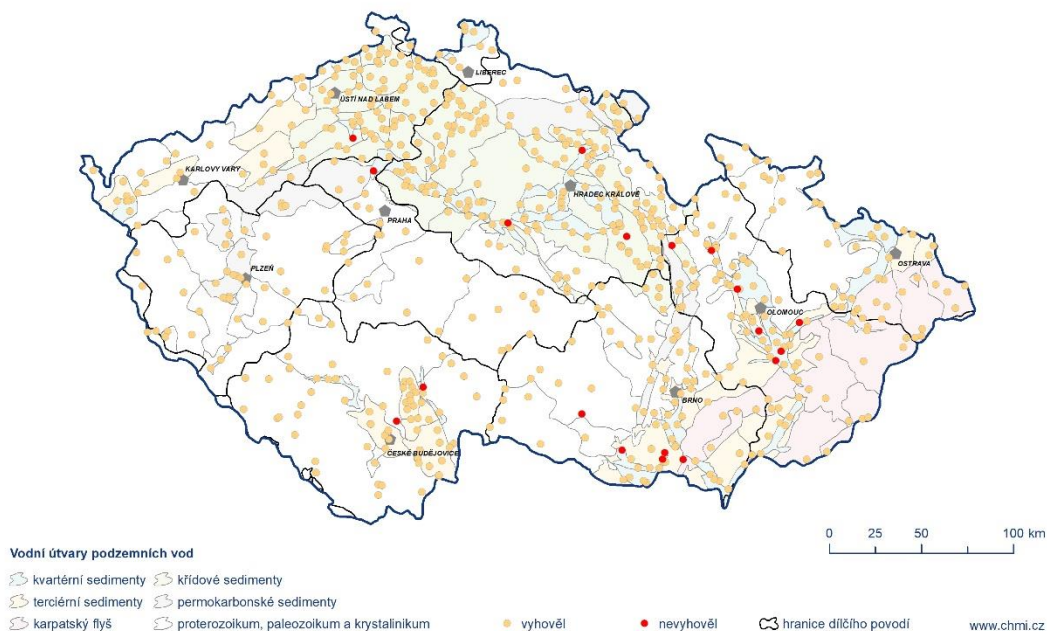 LIBEREC
ÚSTÍ NAD LABEM
KARLOVY VARY
HRADEC KRÁLOVÉ
PRAHA
PLZEŇ
OSTRAVA
OLOMOUC
BRNO
ČESKÉ BUDĚJOVICE
0 25 50 100 km
Vodní útvary podzemních vod
kvartérní sedimenty křídové sedimenty
terciérní sedimenty permokarbonské sedimenty
karpatský flyš proterozoikum, paleozoikum a krystalinikum vyhověl nevyhověl hranice dílčího povodí www.chmi.cz